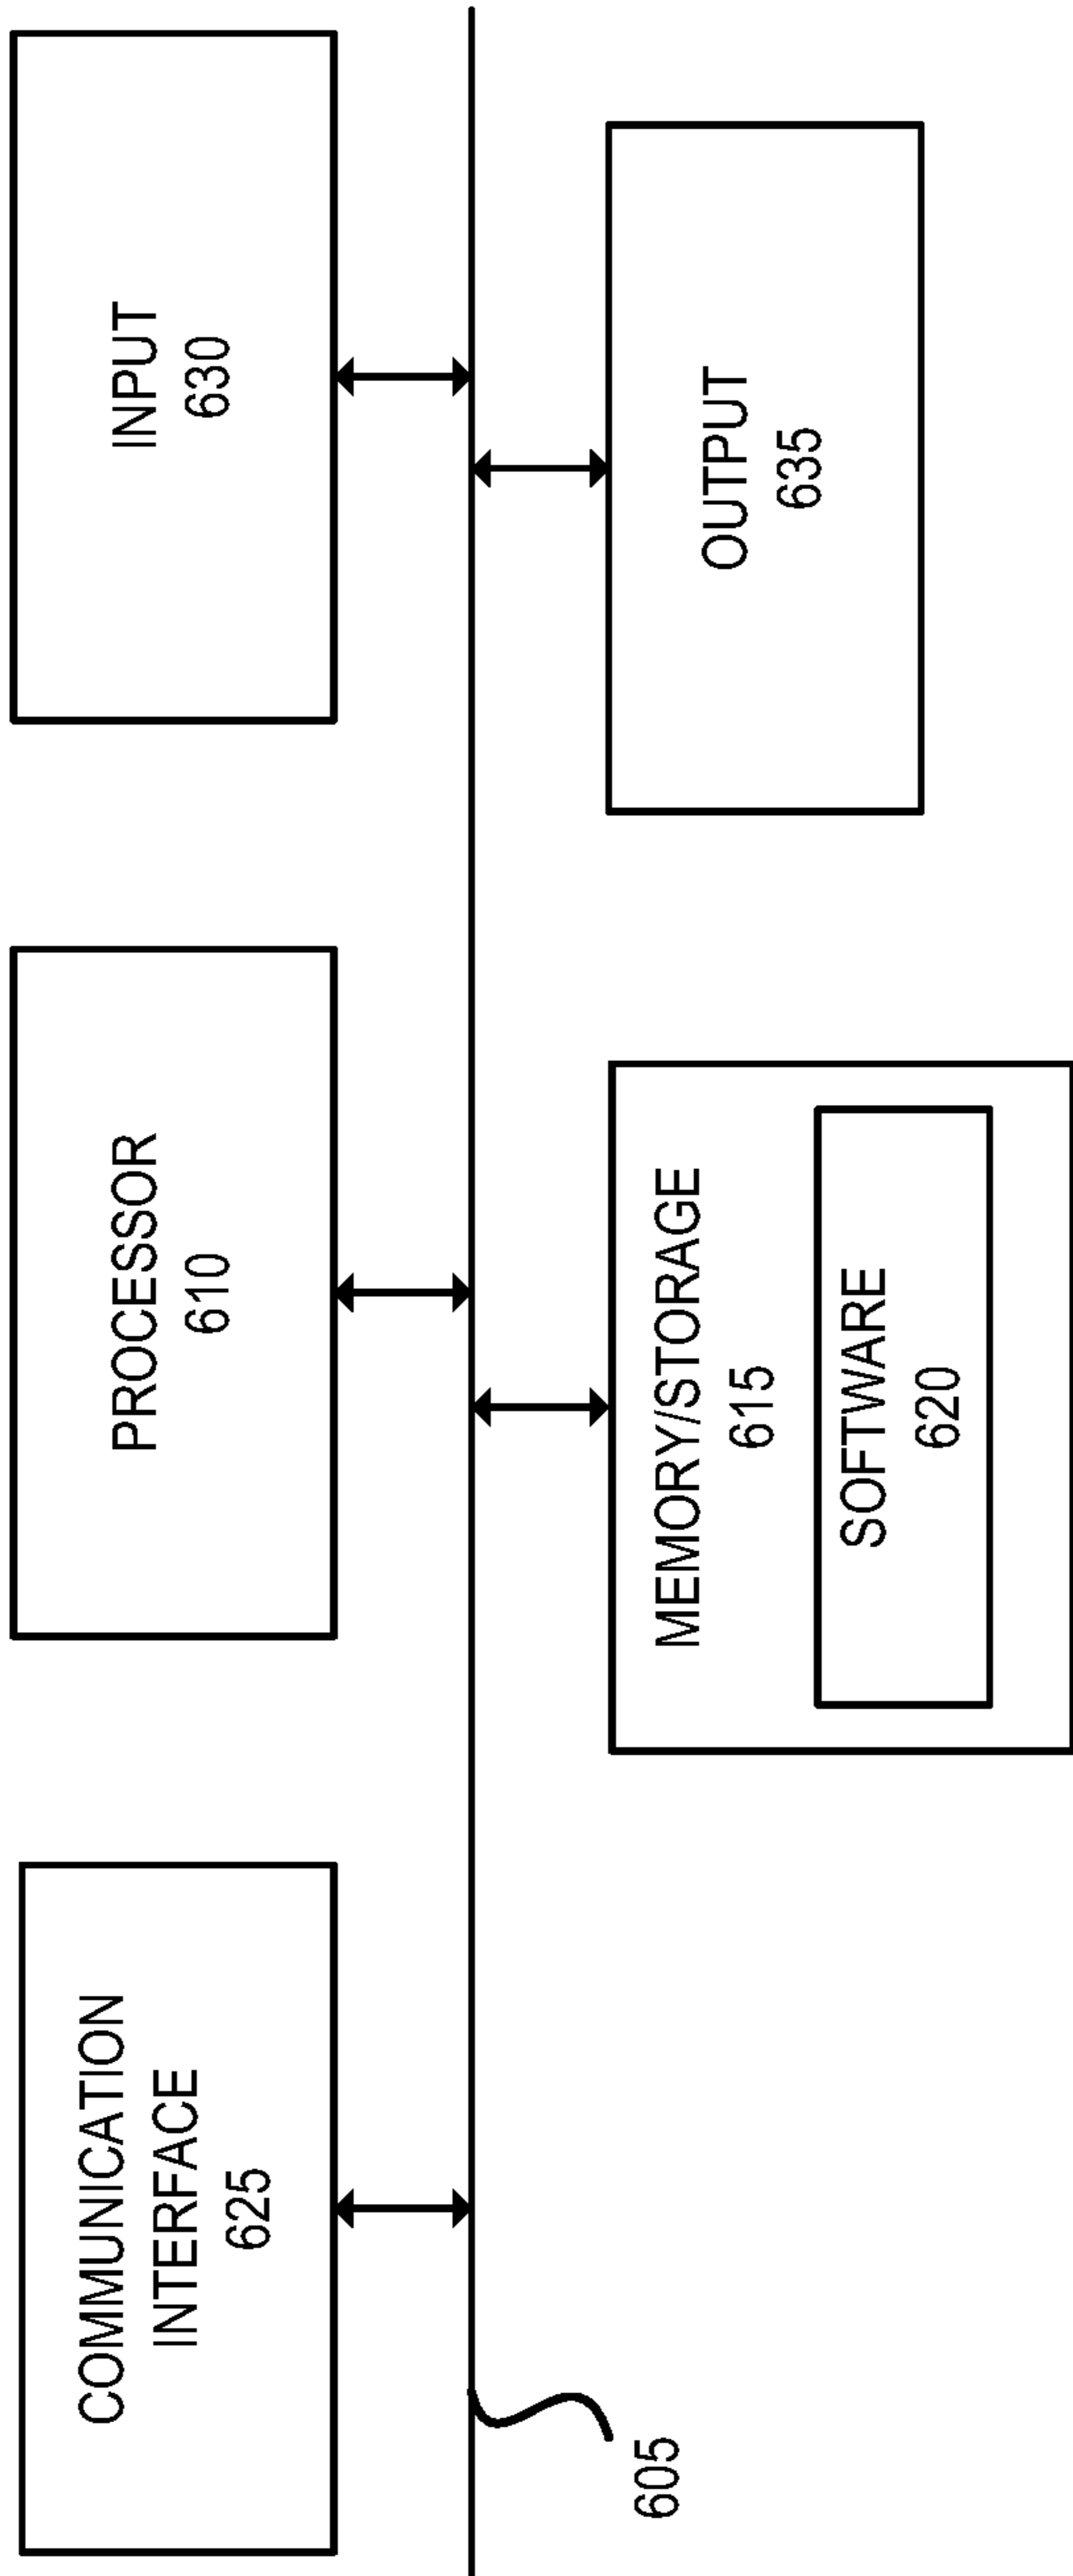 COMMUNICATION
INTERFACE
625
PROCESSOR
610
INPUT
630
605
MEMORY/STORAGE
615
SOFTWARE
620
OUTPUT
635